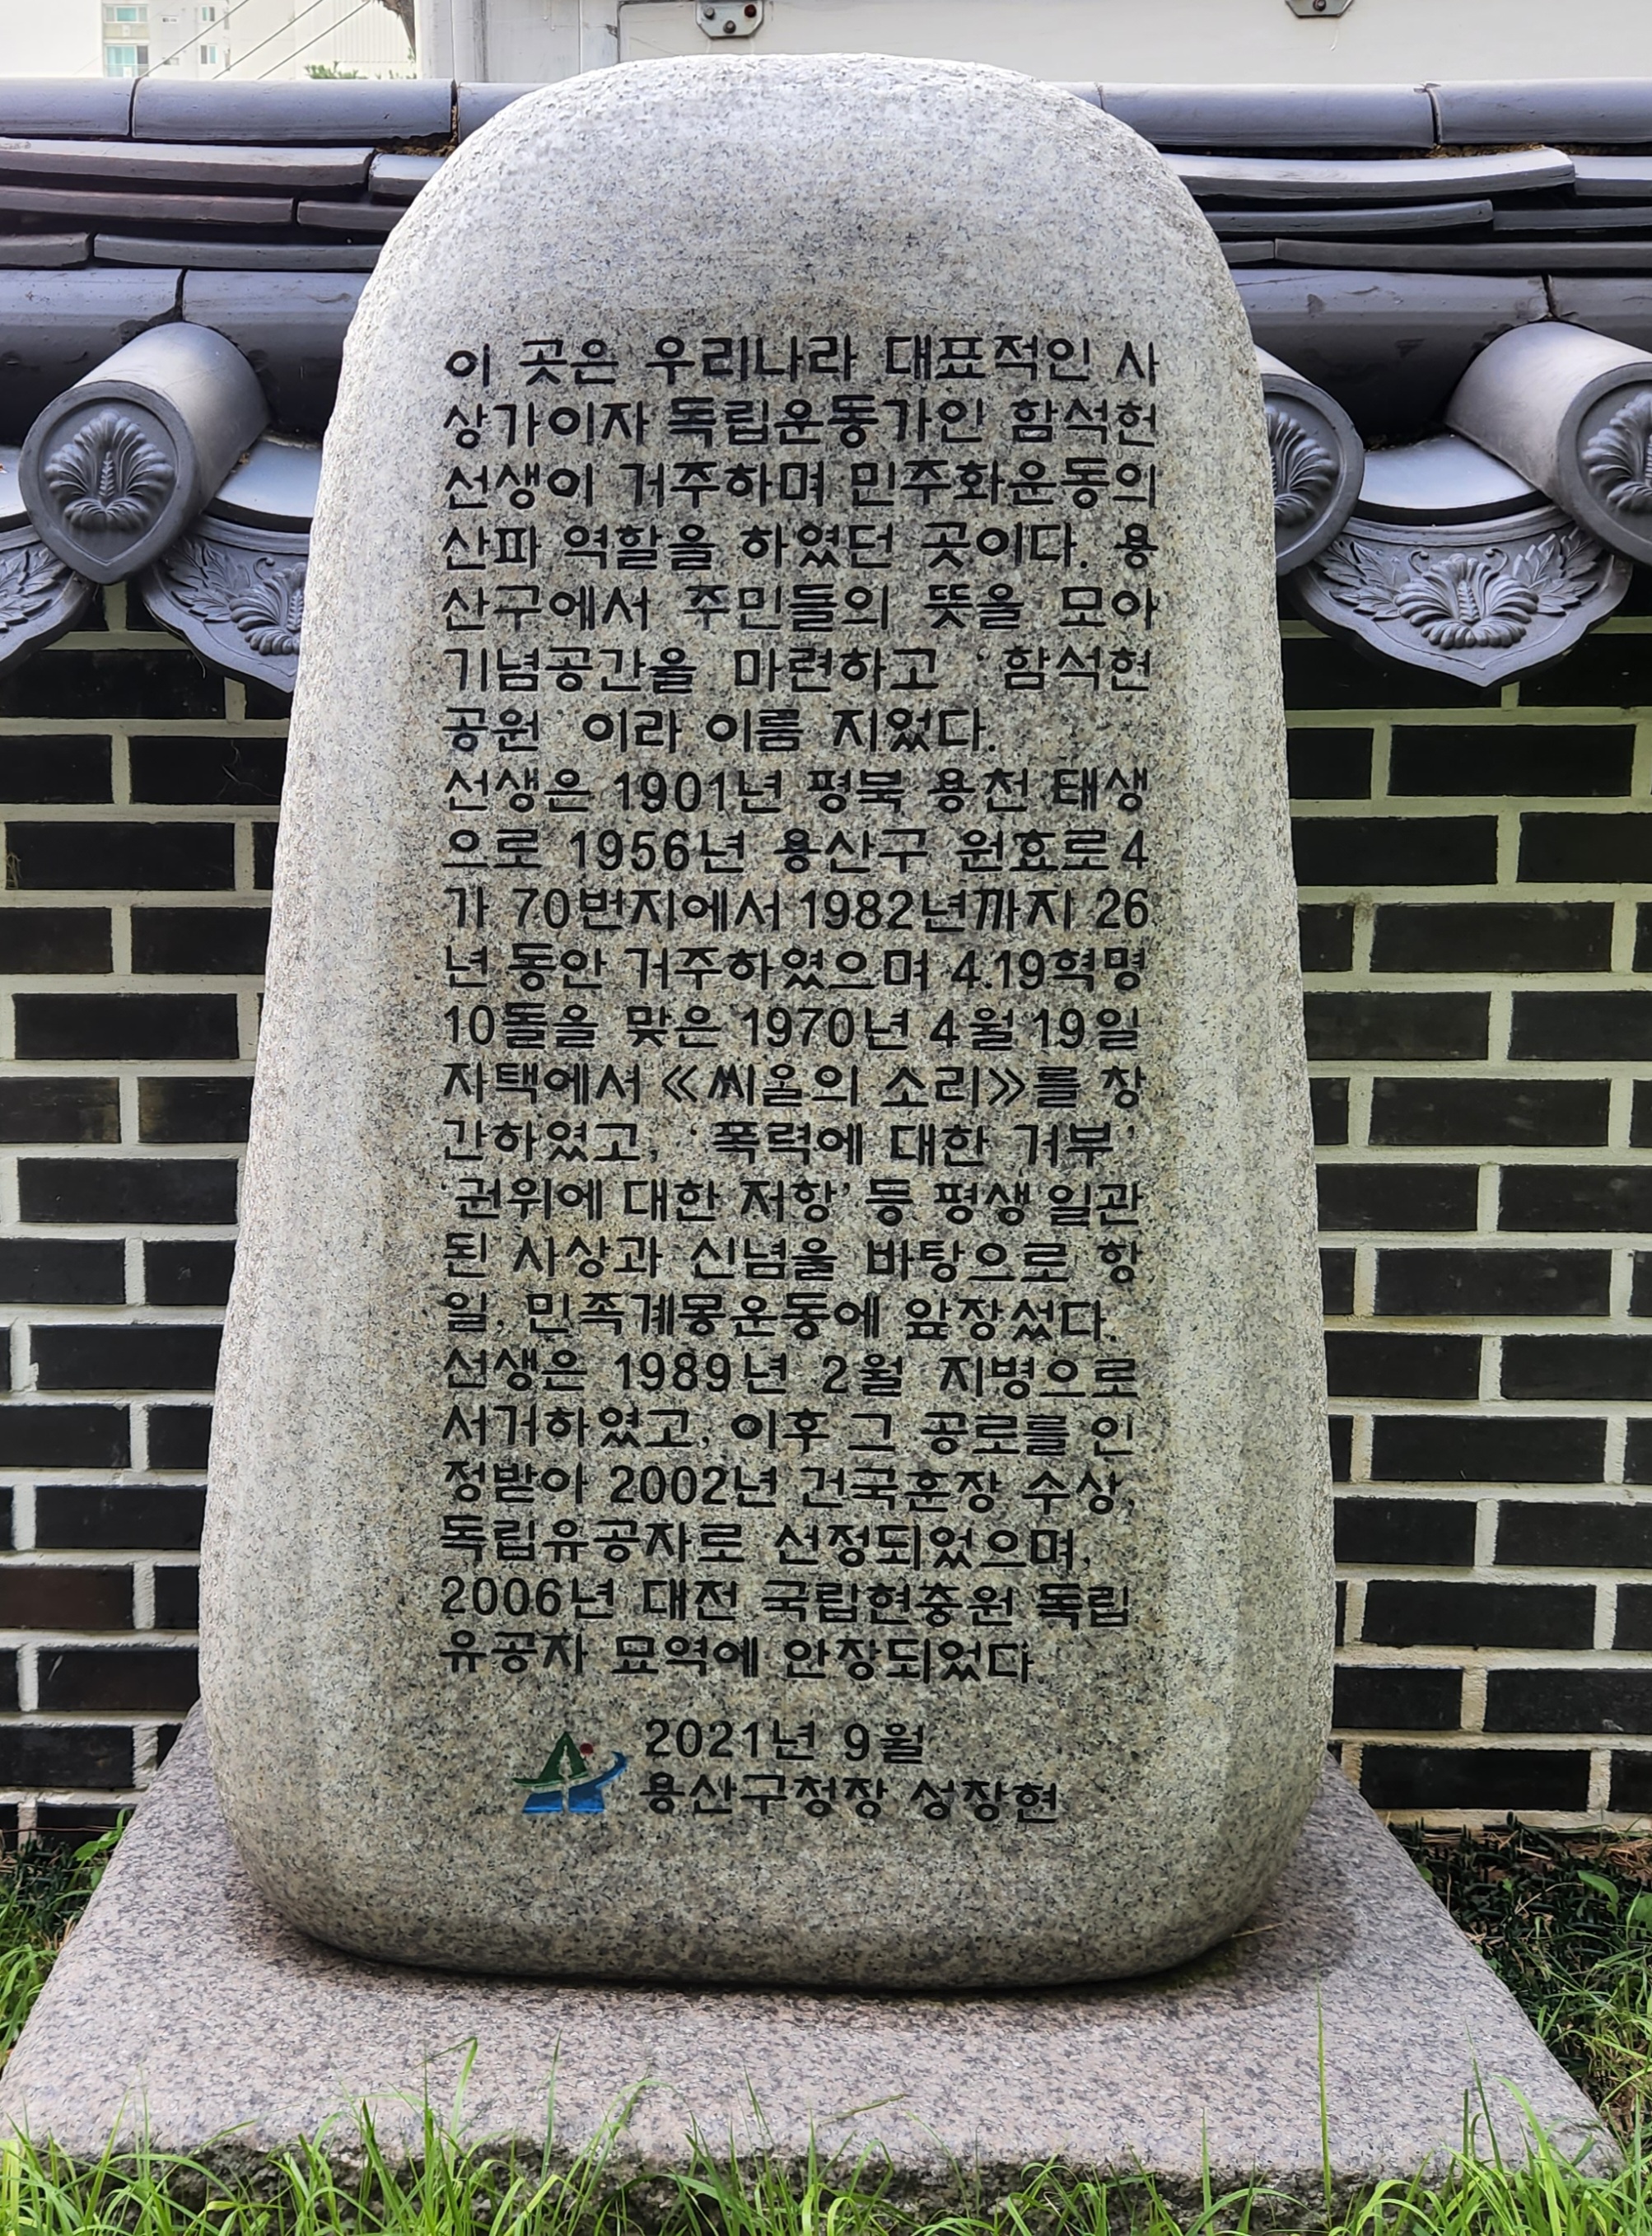 이 곳은 우리나라 대표적인 사
상가이자 독립운동가인 함석헌
선생이 거주하며 민주화운동의
산파 역할을 하였던 곳이다. 용
산구에서 주민들의 뜻을 모아
기념공간을 마련하고 ‘함석헌
공원’ 이라 이름 지었다.
선생은 1901년 평북 용천 태생
으로 1956년 용산구 원효로4
가 70번지에서 1982년까지 26
년 동안 거주하였으며 4.19혁명
10돌을 맞은 1970년 4월 19일
자택에서 《씨올의 소리》를 창
간하였고, ‘폭력에 대한 거부’
‘권위에 대한 저항’ 등 평생 일관
된 사상과 신념을 바탕으로 항
일, 민족계몽운동에 앞장섰다.
선생은 1989년 2월 지병으로
서거하였고, 이후 그 공로를 인
정받아 2002년 건국훈장 수상,
독립유공자로 선정되었으며,
2006년 대전 국립현충원 독립
유공자 묘역에 안장되었다.
2021년 9월
용산구청장 성장현